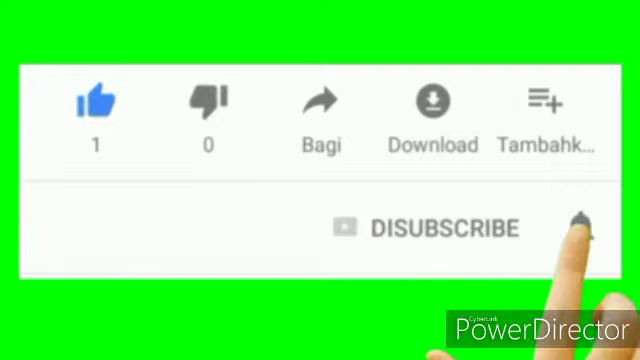 1 0 Bagi Download Tambahk...
DISUBSCRIBE
CyberLink
PowerDirector